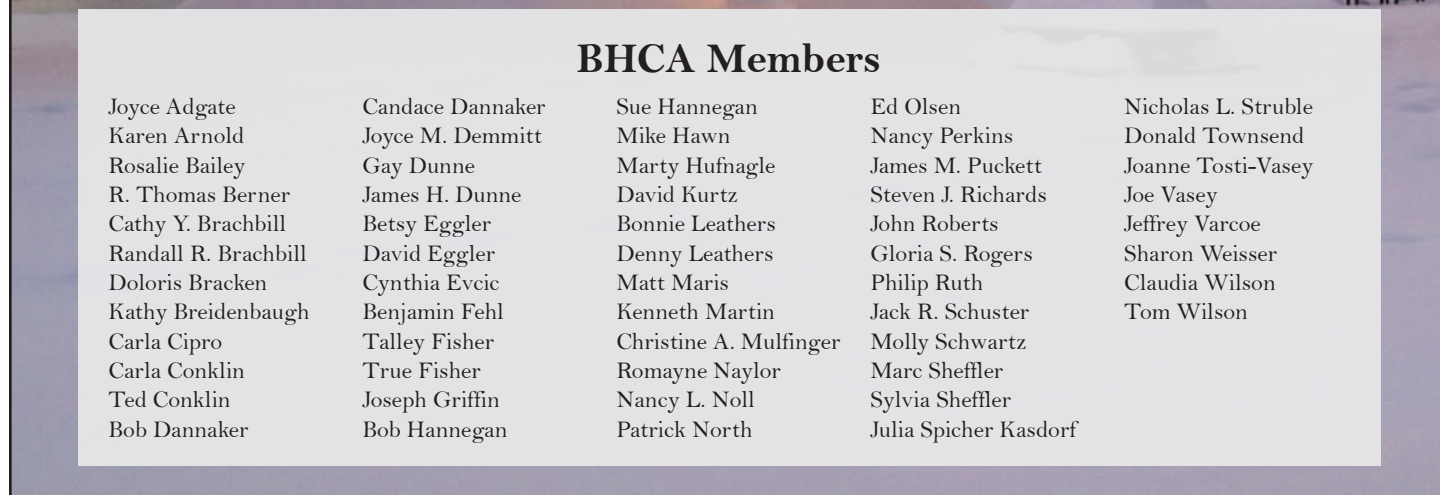 BHCA Members
Joyce Adgate
Karen Arnold
Rosalie Bailey
R. Thomas Berner
Cathy Y. Brachbill
Randall R. Brachbill
Doloris Bracken
Kathy Breidenbaugh
Carla Cipro
Carla Conklin
Ted Conklin
Bob Dannaker
Candace Dannaker
Joyce M. Demmitt
Gay Dunne
James H. Dunne
Betsy Eggler
David Eggler
Cynthia Evcic
Benjamin Fehl
Talley Fisher
True Fisher
Joseph Griffin
Bob Hannegan
Sue Hannegan
Mike Hawn
Marty Hufnagle
David Kurtz
Bonnie Leathers
Denny Leathers
Matt Maris
Kenneth Martin
Christine A. Mulfinger
Romayne Naylor
Nancy L. Noll
Patrick North
Ed Olsen
Nancy Perkins
James M. Puckett
Steven J. Richards
John Roberts
Gloria S. Rogers
Philip Ruth
Jack R. Schuster
Molly Schwartz
Marc Sheffler
Sylvia Sheffler
Julia Spicher Kasdorf
Nicholas L. Struble
Donald Townsend
Joanne Tosti-Vasey
Joe Vasey
Jeffrey Varcoe
Sharon Weisser
Claudia Wilson
Tom Wilson